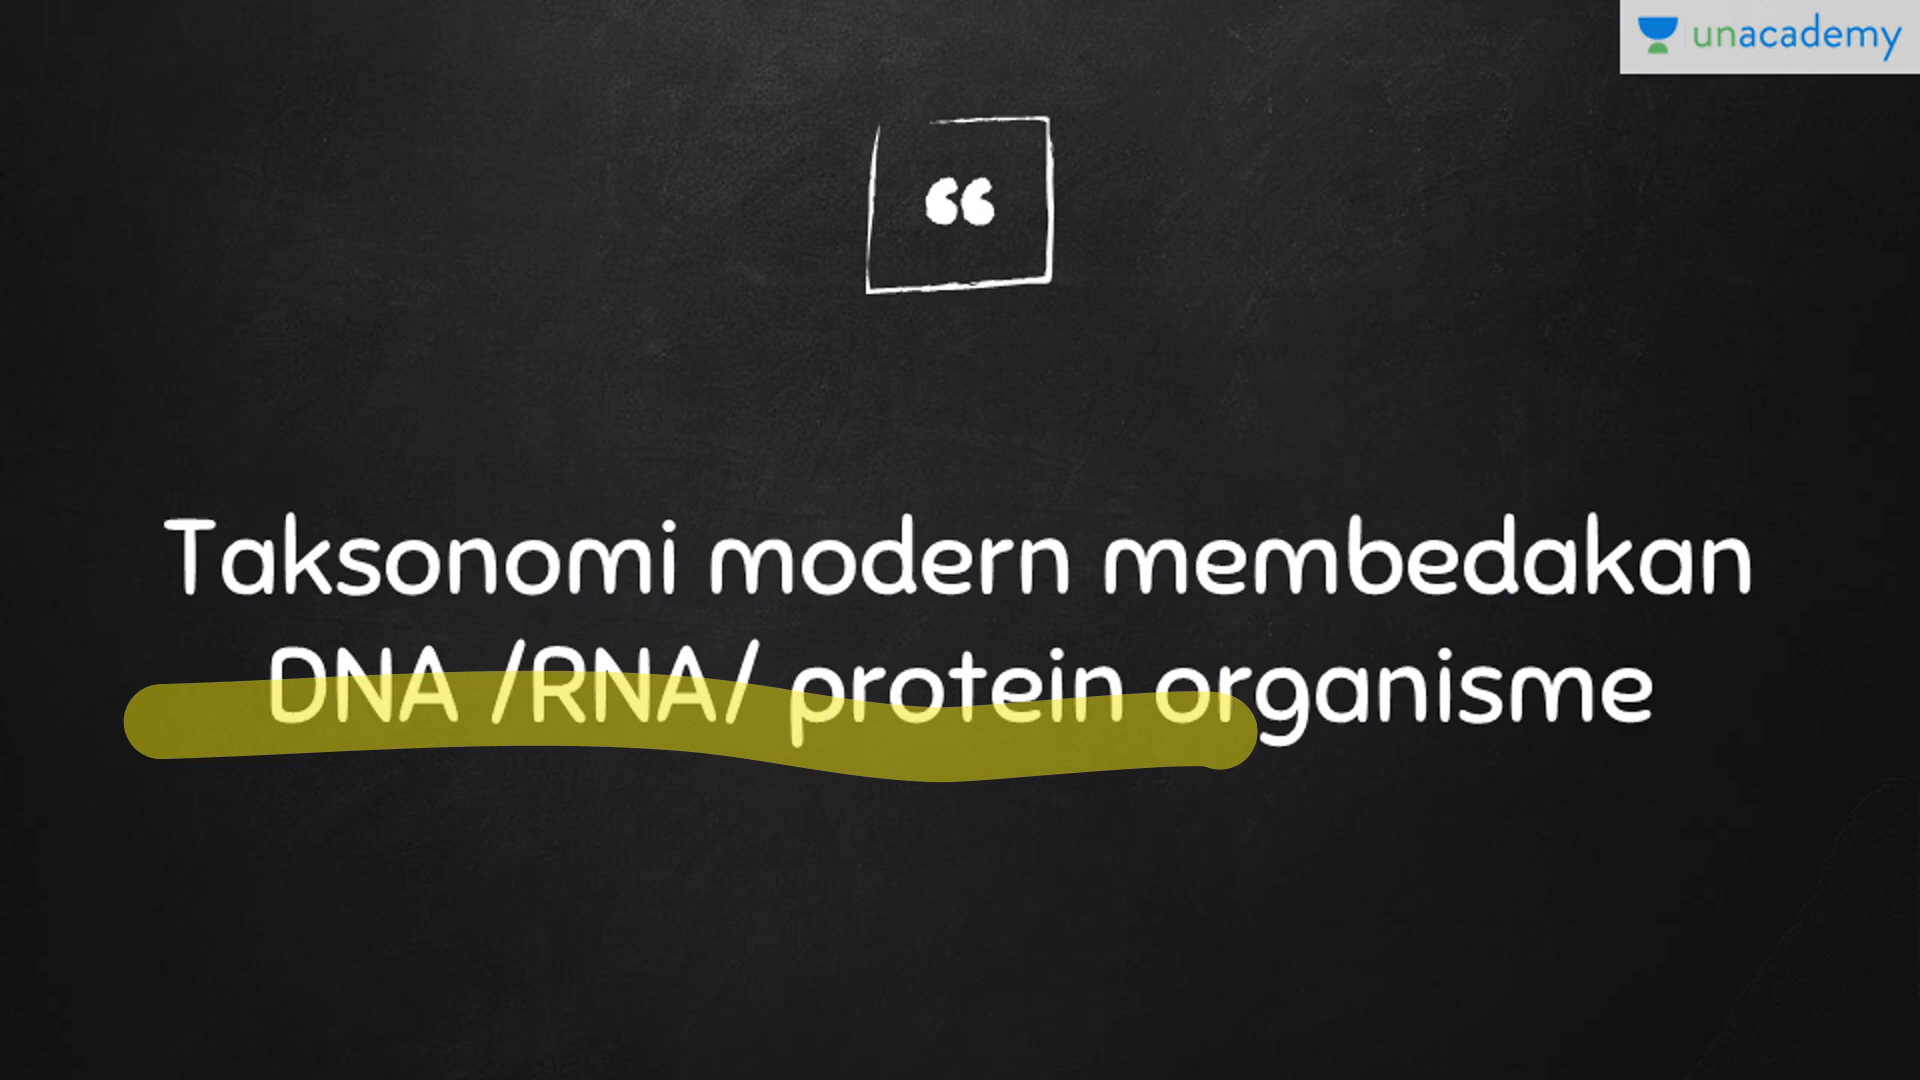 unacademy
“
Taksonomi modern membedakan
DNA /RNA/ protein organisme